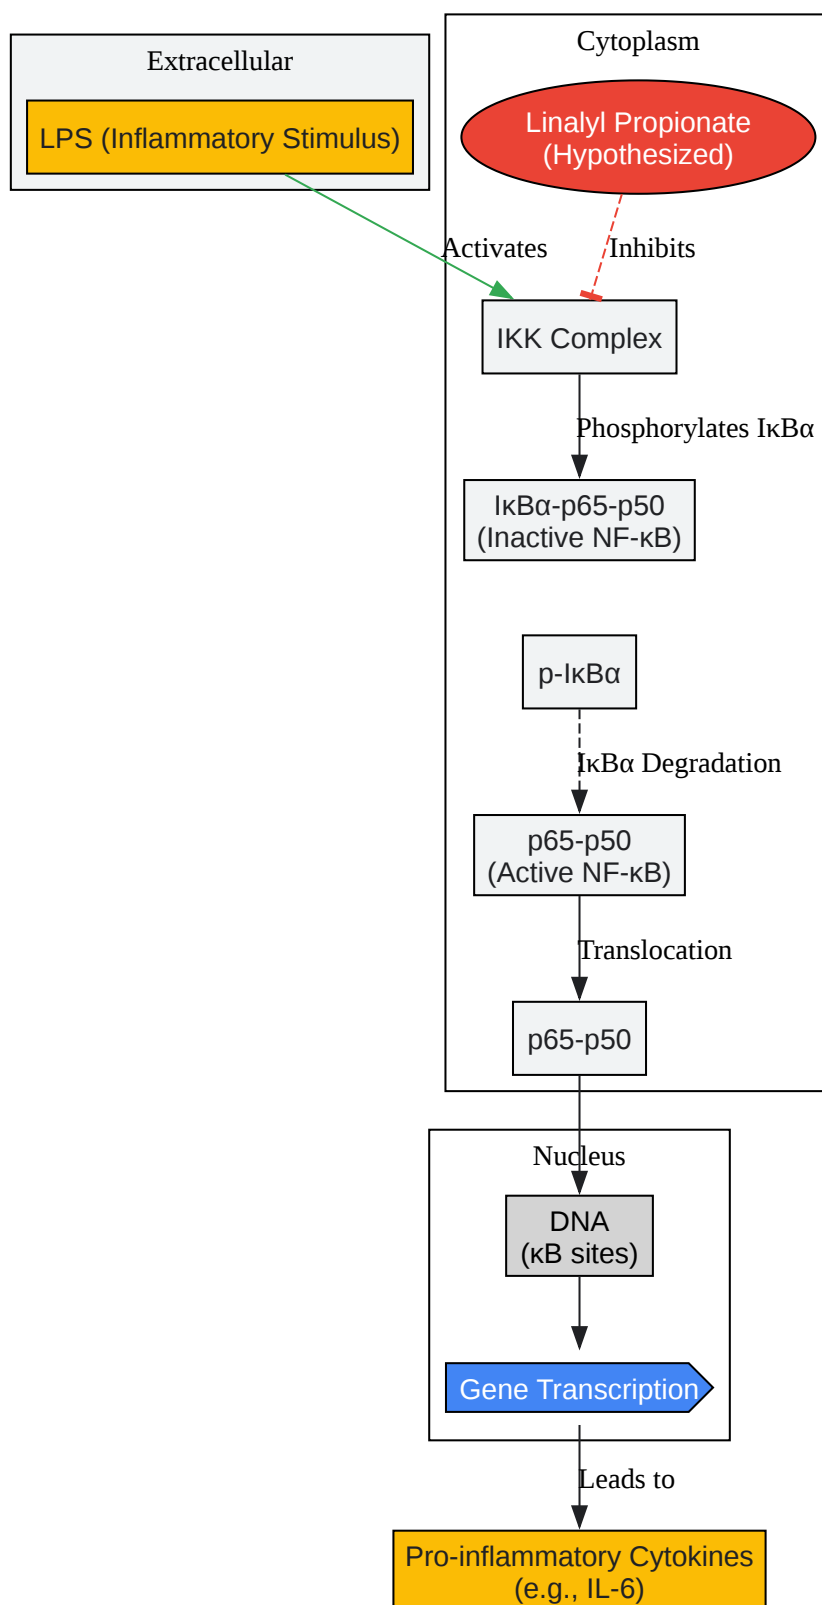 Extracellular
LPS (Inflammatory Stimulus)
Cytoplasm
Linalyl Propionate
(Hypothesized)
Activates
Inhibits
IKK Complex
Phosphorylates IκBα
IκBα-p65-p50
(Inactive NF-κB)
p-IκBα
IκBα Degradation
p65-p50
(Active NF-κB)
Translocation
p65-p50
Nucleus
DNA
(κB sites)
Gene Transcription
Leads to
Pro-inflammatory Cytokines
(e.g., IL-6)